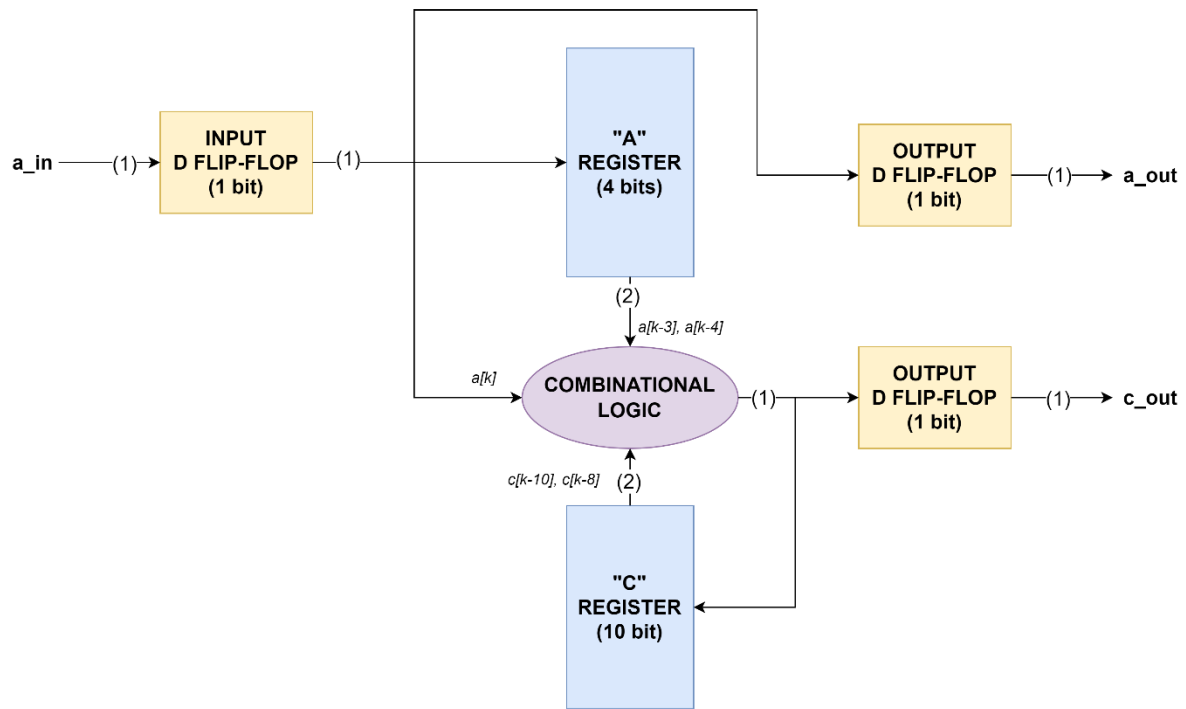 a_in
(1)
INPUT
D FLIP-FLOP
(1 bit)
(1)
"A"
REGISTER
(4 bits)
OUTPUT
D FLIP-FLOP
(1 bit)
(1)
a_out
(2)
a[k-3], a[k-4]
a[k]
COMBINATIONAL
LOGIC
(1)
OUTPUT
D FLIP-FLOP
(1 bit)
(1)
c_out
c[k-10], c[k-8]
(2)
"C"
REGISTER
(10 bit)